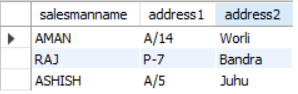 salesmanname address1 address2
AMAN A/14 Worli
RAJ P-7 Bandra
ASHISH A/5 Juhu